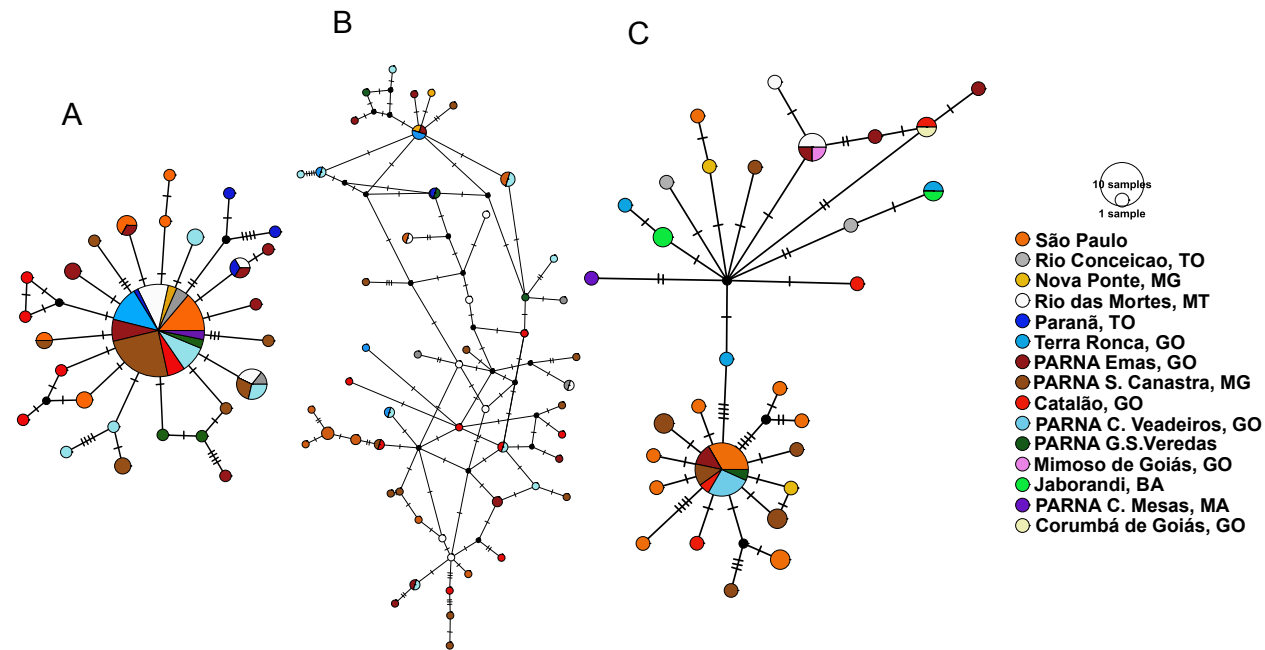 A
B
C
10 samples
1 sample
São Paulo
Rio Conceicao, TO
Nova Ponte, MG
Rio das Mortes, MT
Paranã, TO
Terra Ronca, GO
PARNA Emas, GO
PARNA S. Canastra, MG
Catalão, GO
PARNA C. Veadeiros, GO
PARNA G.S.Veredas
Mimoso de Goiás, GO
Jaborandi, BA
PARNA C. Mesas, MA
Corumbá de Goiás, GO